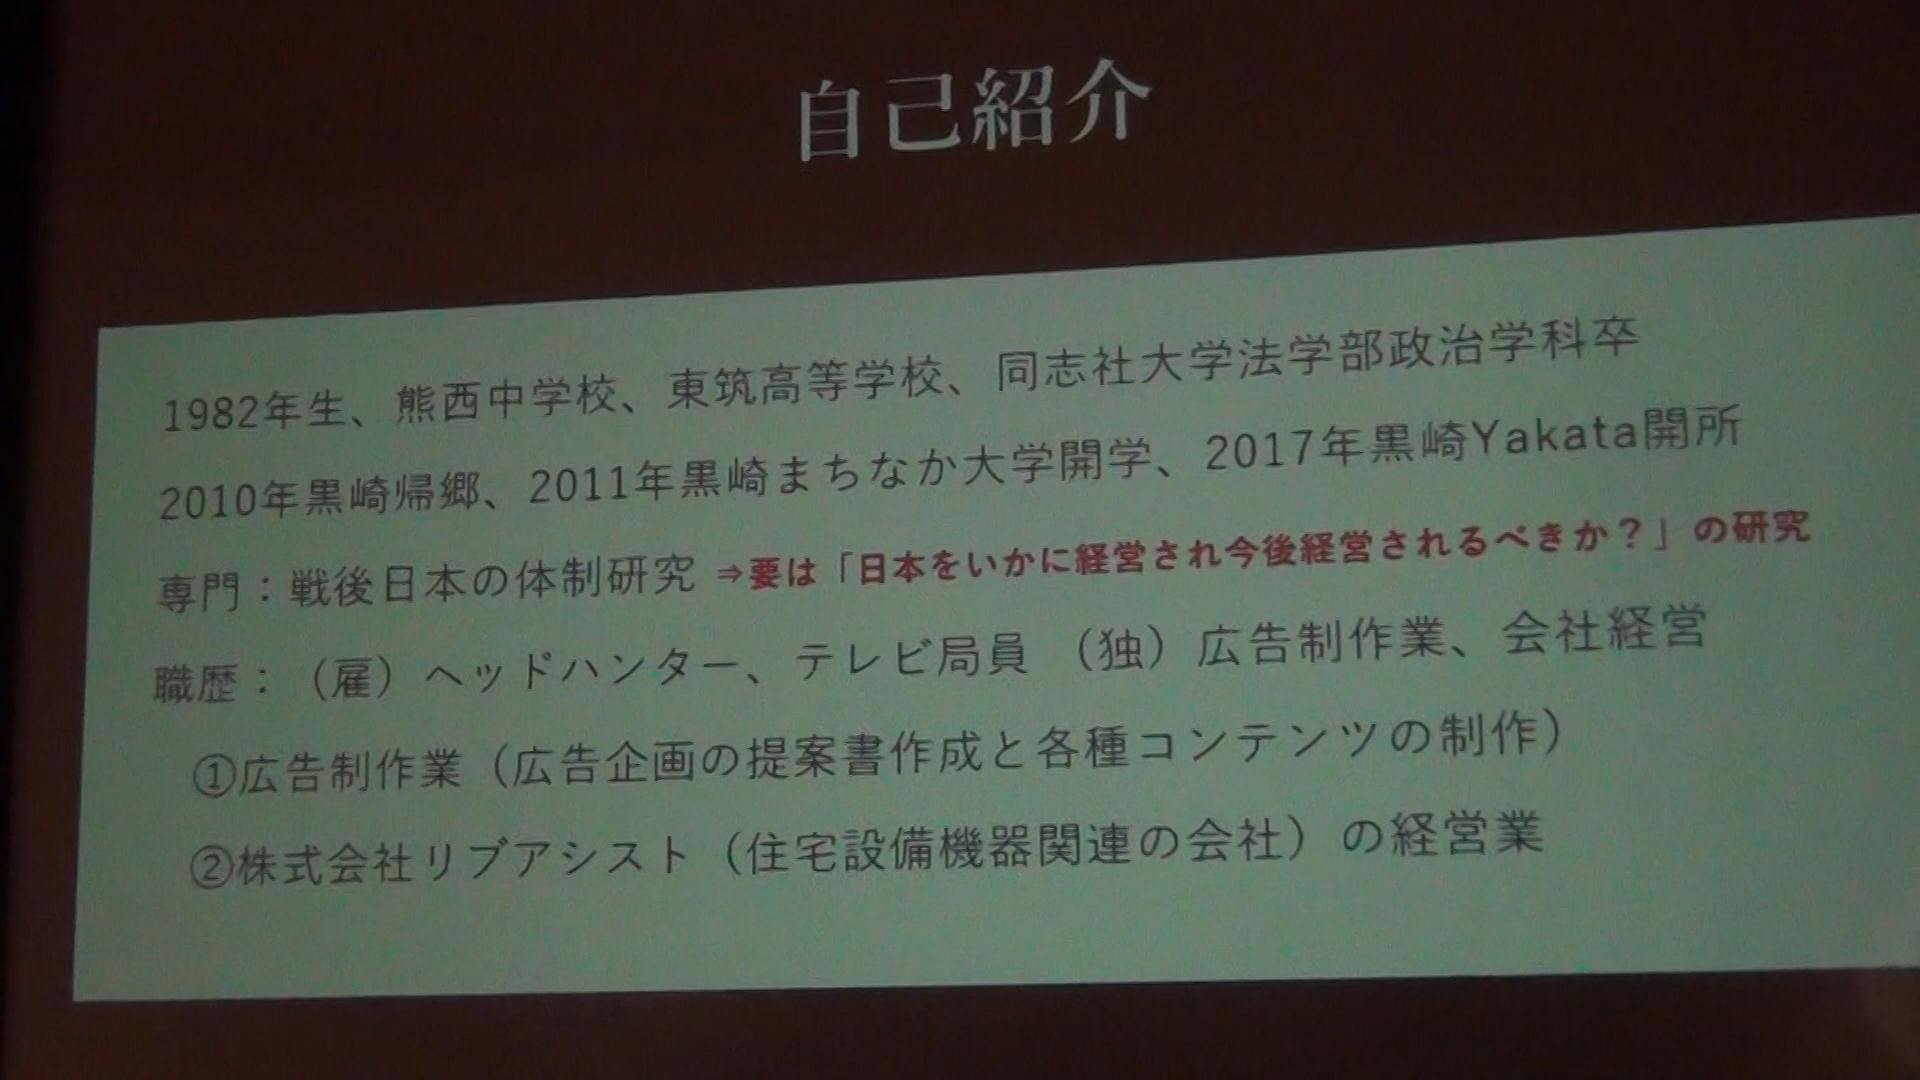 自己紹介
1982年生、熊西中学校、東筑高等学校、同志社大学法学部政治学科卒
2010年黒崎帰郷、2011年黒崎まちなか大学開学、2017年黒崎Yakata開所
専門：戦後日本の体制研究 ⇒要は「日本をいかに経営され今後経営されるべきか？」の研究
職歴：（雇）ヘッドハンター、テレビ局員 （独）広告制作業、会社経営
①広告制作業（広告企画の提案書作成と各種コンテンツの制作）
②株式会社リブアシスト（住宅設備機器関連の会社）の経営業